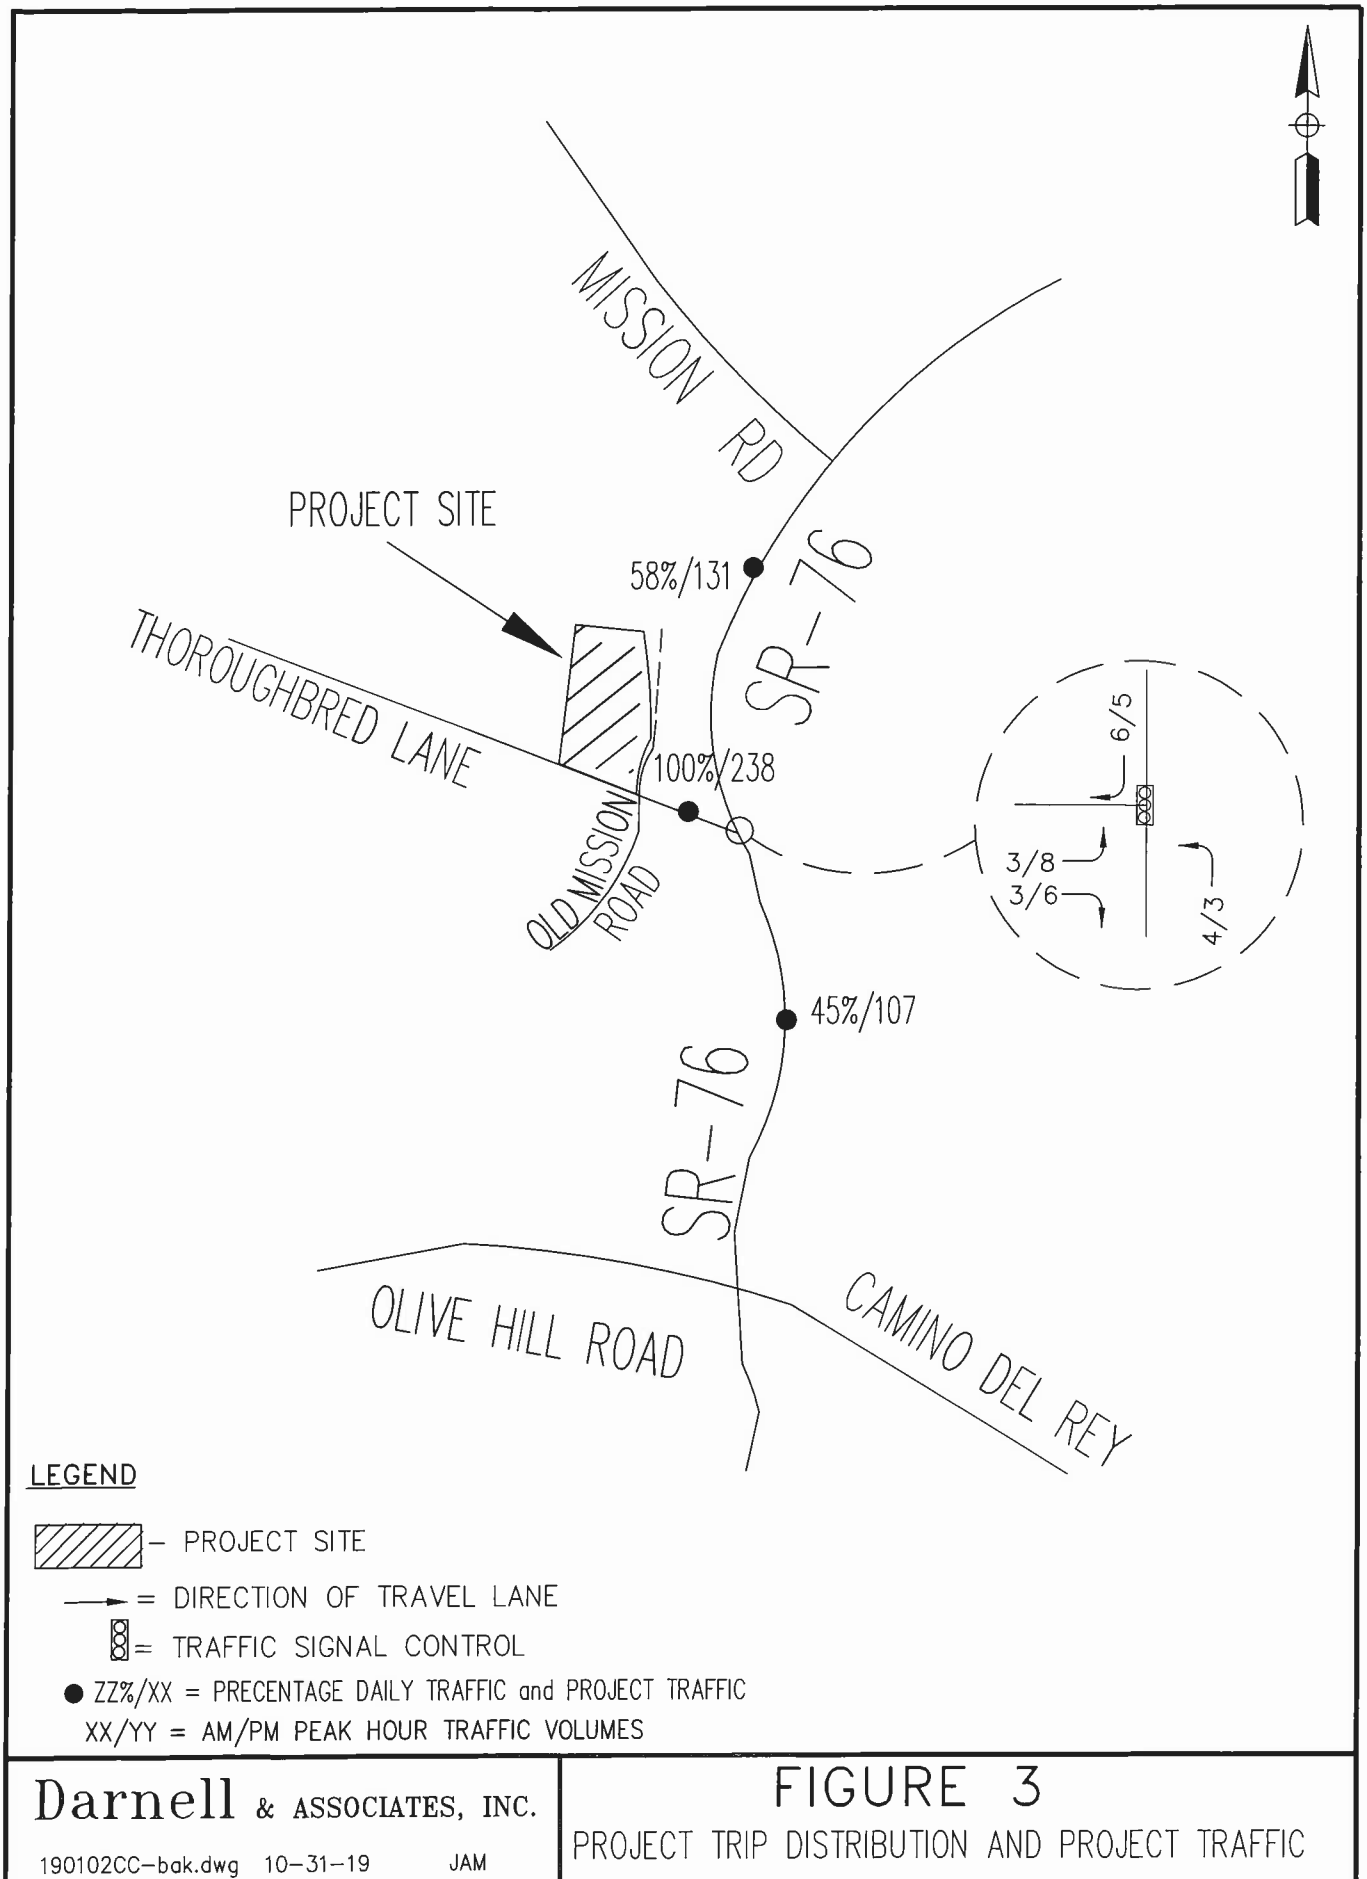 MISSION RD
PROJECT SITE
58%/131
SR-76
THOROUGHBRED LANE
6/5
100%/238
3/8
3/6
4/3
OLD MISSION
ROAD
45%/107
SR-76
OLIVE HILL ROAD
CAMINO DEL REY
LEGEND
- PROJECT SITE
= DIRECTION OF TRAVEL LANE
= TRAFFIC SIGNAL CONTROL
ZZ%/XX = PRECENTAGE DAILY TRAFFIC and PROJECT TRAFFIC
XX/YY = AM/PM PEAK HOUR TRAFFIC VOLUMES
Darnell & ASSOCIATES, INC.
190102CC-bak.dwg 10-31-19 JAM
FIGURE 3
PROJECT TRIP DISTRIBUTION AND PROJECT TRAFFIC